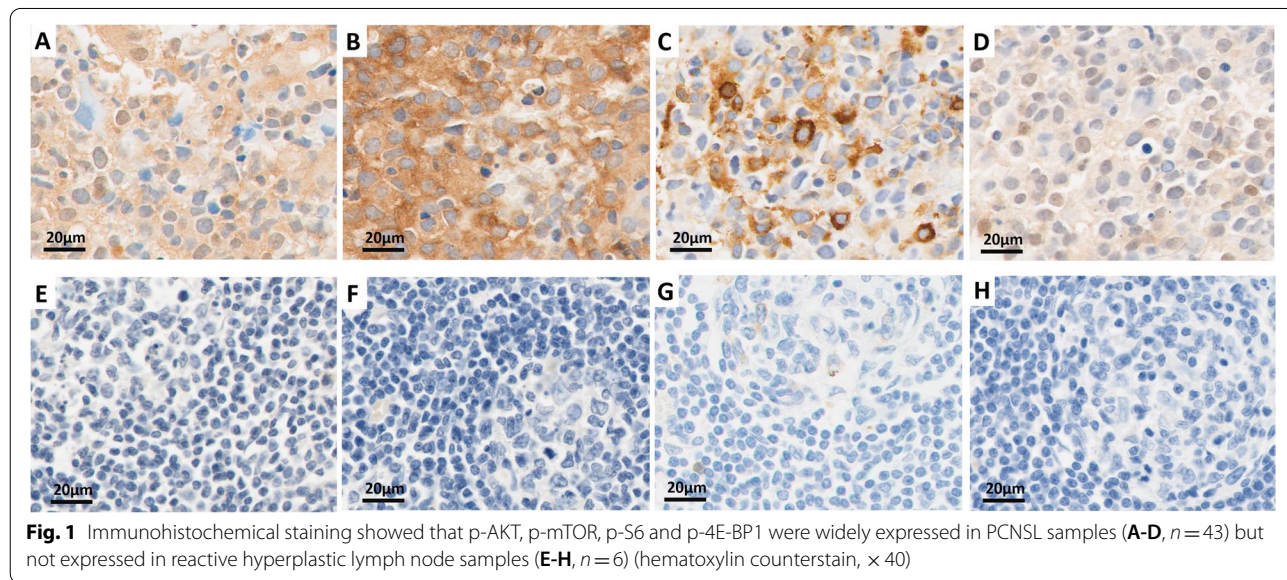 A B C D
20μm 20μm 20μm 20μm
E F G H
20μm 20μm 20μm 20μm
Fig. 1 Immunohistochemical staining showed that p-AKT, p-mTOR, p-S6 and p-4E-BP1 were widely expressed in PCNSL samples (A-D, n = 43) but
not expressed in reactive hyperplastic lymph node samples (E-H, n = 6) (hematoxylin counterstain, × 40)